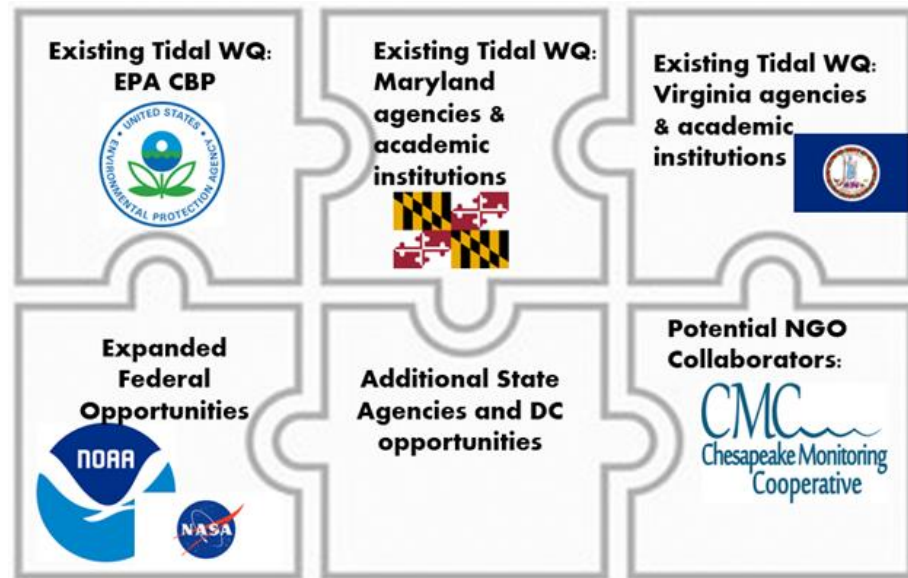 Existing Tidal WQ:
EPA CBP
UNITED STATES
ENVIRONMENTAL PROTECTION AGENCY
Existing Tidal WQ:
Maryland
agencies &
academic
institutions
Existing Tidal WQ:
Virginia agencies
& academic
institutions
Expanded
Federal
Opportunities
NOAA
NASA
Additional State
Agencies and DC
opportunities
Potential NGO
Collaborators:
CMC
Chesapeake Monitoring
Cooperative